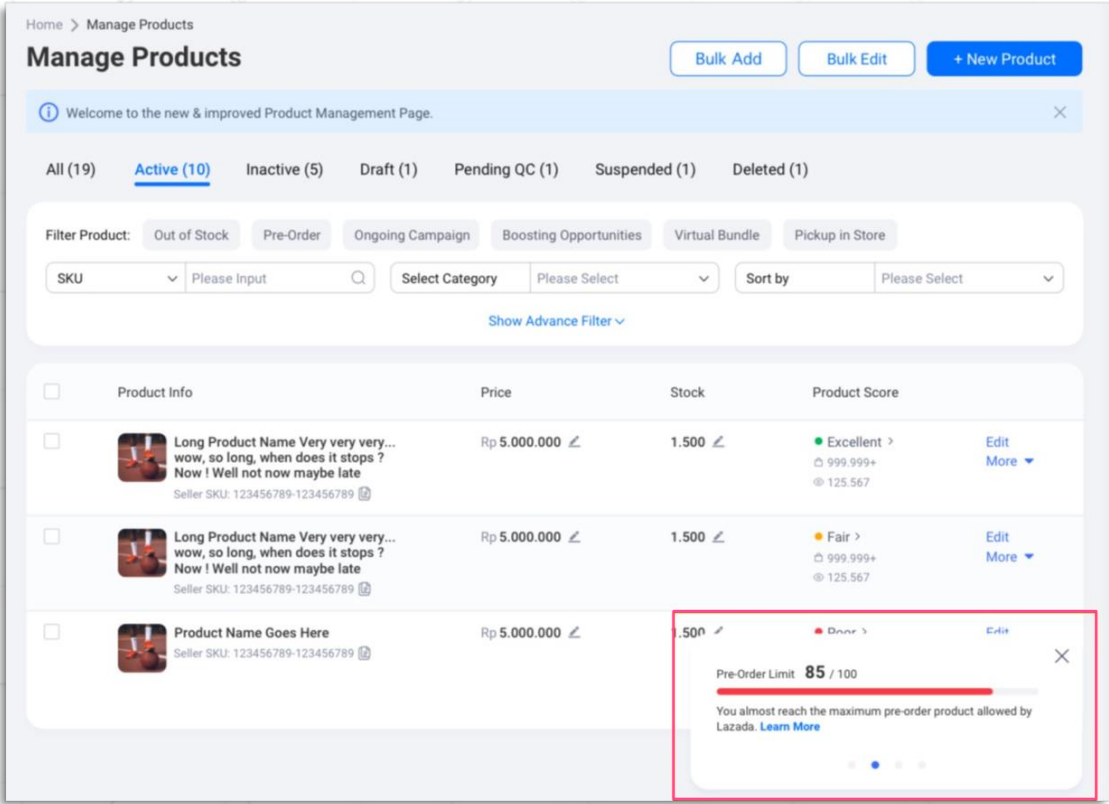 Home > Manage Products
Manage Products
Bulk Add
Bulk Edit
+ New Product
Welcome to the new & improved Product Management Page.
All (19)
Active (10)
Inactive (5)
Draft (1)
Pending QC (1)
Suspended (1)
Deleted (1)
Filter Product:
Out of Stock
Pre-Order
Ongoing Campaign
Boosting Opportunities
Virtual Bundle
Pickup in Store
SKU
Please Input
Select Category
Please Select
Sort by
Please Select
Show Advance Filter
Product Info
Price
Stock
Product Score
Long Product Name Very very very...
wow, so long, when does it stops ?
Now ! Well not now maybe late
Seller SKU: 123456789-123456789
Rp 5.000.000
1.500
Excellent >
999.999+
125.567
Edit
More
Long Product Name Very very very...
wow, so long, when does it stops ?
Now ! Well not now maybe late
Seller SKU: 123456789-123456789
Rp 5.000.000
1.500
Fair >
999.999+
125.567
Edit
More
Product Name Goes Here
Seller SKU: 123456789-123456789
Rp 5.000.000
1.500
Poor >
Edit
Pre-Order Limit 85 / 100
You almost reach the maximum pre-order product allowed by
Lazada. Learn More